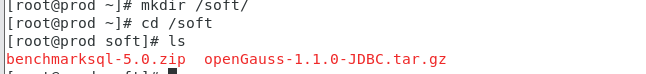 [root@prod ~]# mkdir /soft/
[root@prod ~]# cd /soft
[root@prod soft]# ls
benchmarksql-5.0.zip  openGauss-1.1.0-JDBC.tar.gz